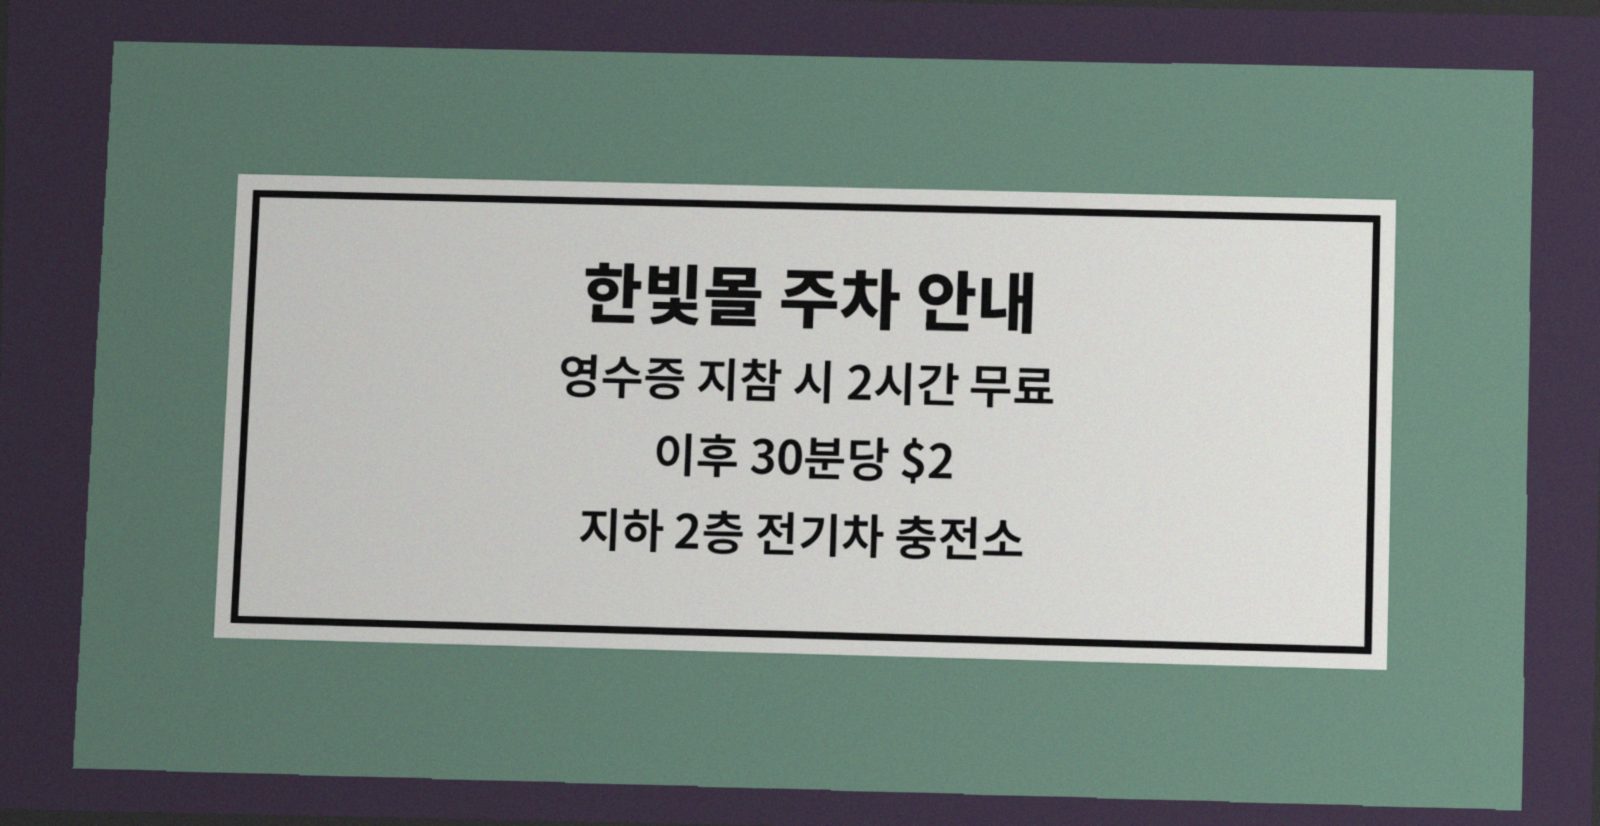 한빛몰 주차 안내
영수증 지참 시 2시간 무료
이후 30분당 $2
지하 2층 전기차 충전소